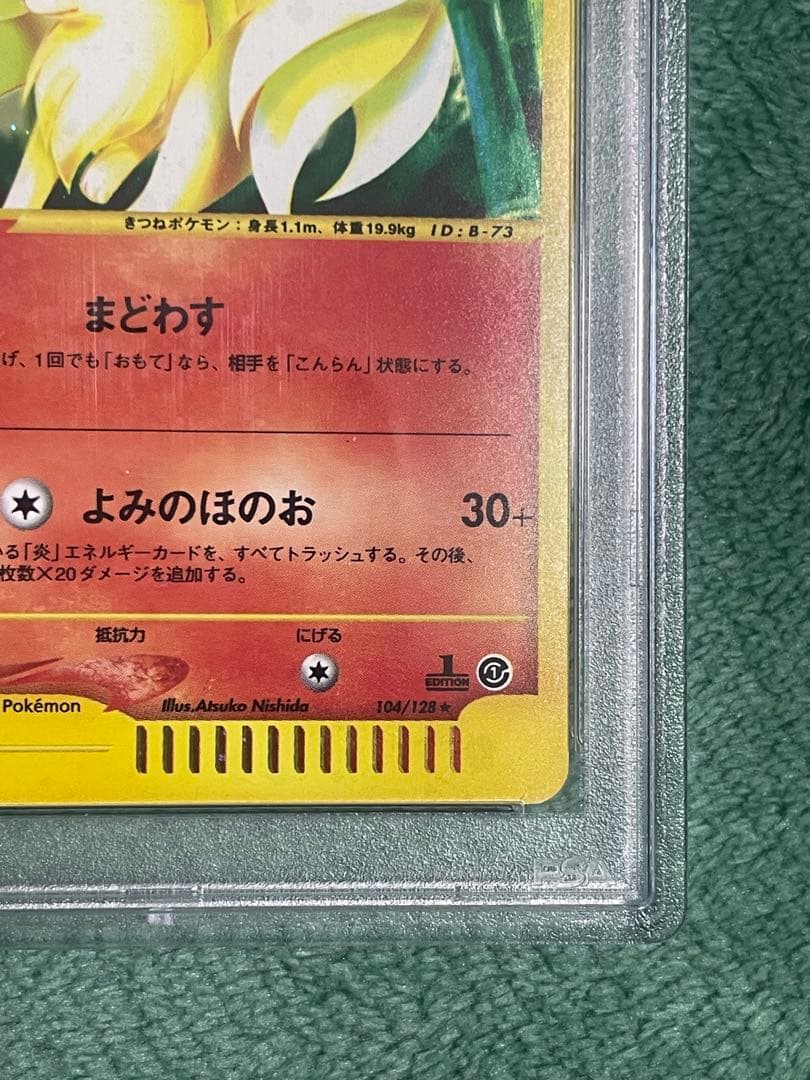 きつねポケモン：身長1.1m、体重19.9kg ID：B-73
まどわす
げ、1回でも「おもて」なら、相手を「こんらん」状態にする。
よみのほのお 30+
いる「炎」エネルギーカードを、すべてトラッシュする。その後、
枚数×20ダメージを追加する。
抵抗力 にげる
1 EDITION
Pokémon Illus.Atsuko Nishida 104/128★
PSA